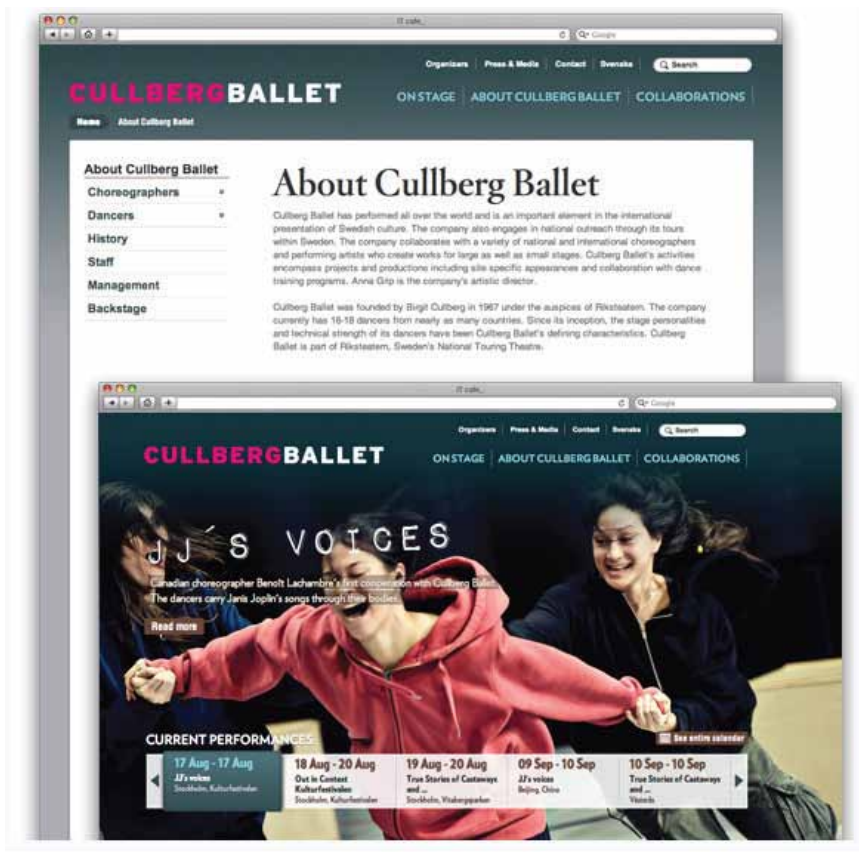 IT cafe_
Google
Organizers Press & Media Contact Svenska Search
CULLBERGBALLET
ON STAGE ABOUT CULLBERG BALLET COLLABORATIONS
Home About Cullberg Ballet
About Cullberg Ballet
Choreographers
Dancers
History
Staff
Management
Backstage
About Cullberg Ballet
Cullberg Ballet has performed all over the world and is an important element in the international
presentation of Swedish culture. The company also engages in national outreach through its tours
within Sweden. The company collaborates with a variety of national and international choreographers
and performing artists who create works for large as well as small stages. Cullberg Ballet's activities
encompass projects and productions including site specific appearances and collaboration with dance
training programs. Anna Grip is the company's artistic director.
Cullberg Ballet was founded by Birgit Cullberg in 1967 under the auspices of Riksteatern. The company
currently has 16-18 dancers from nearly as many countries. Since its inception, the stage personalities
and technical strength of its dancers have been Cullberg Ballet's defining characteristics. Cullberg
Ballet is part of Riksteatern, Sweden's National Touring Theatre.
IT cafe_
Google
Organizers Press & Media Contact Svenska Search
CULLBERGBALLET
ON STAGE ABOUT CULLBERG BALLET COLLABORATIONS
JJ´S VOICES
Canadian choreographer Benoît Lachambre's first cooperation with Cullberg Ballet.
The dancers carry Janis Joplin's songs through their bodies.
Read more
CURRENT PERFORMANCES
See entire calendar
17 Aug - 17 Aug
JJ's voices
Stockholm, Kulturfestivalen
18 Aug - 20 Aug
Out in Context
Kulturfestivalen
Stockholm, Kulturfestivalen
19 Aug - 20 Aug
True Stories of Castaways
and ...
Stockholm, Vitabergsparken
09 Sep - 10 Sep
JJ's voices
Beijing, China
10 Sep - 10 Sep
True Stories of Castaways
and ...
Västerås